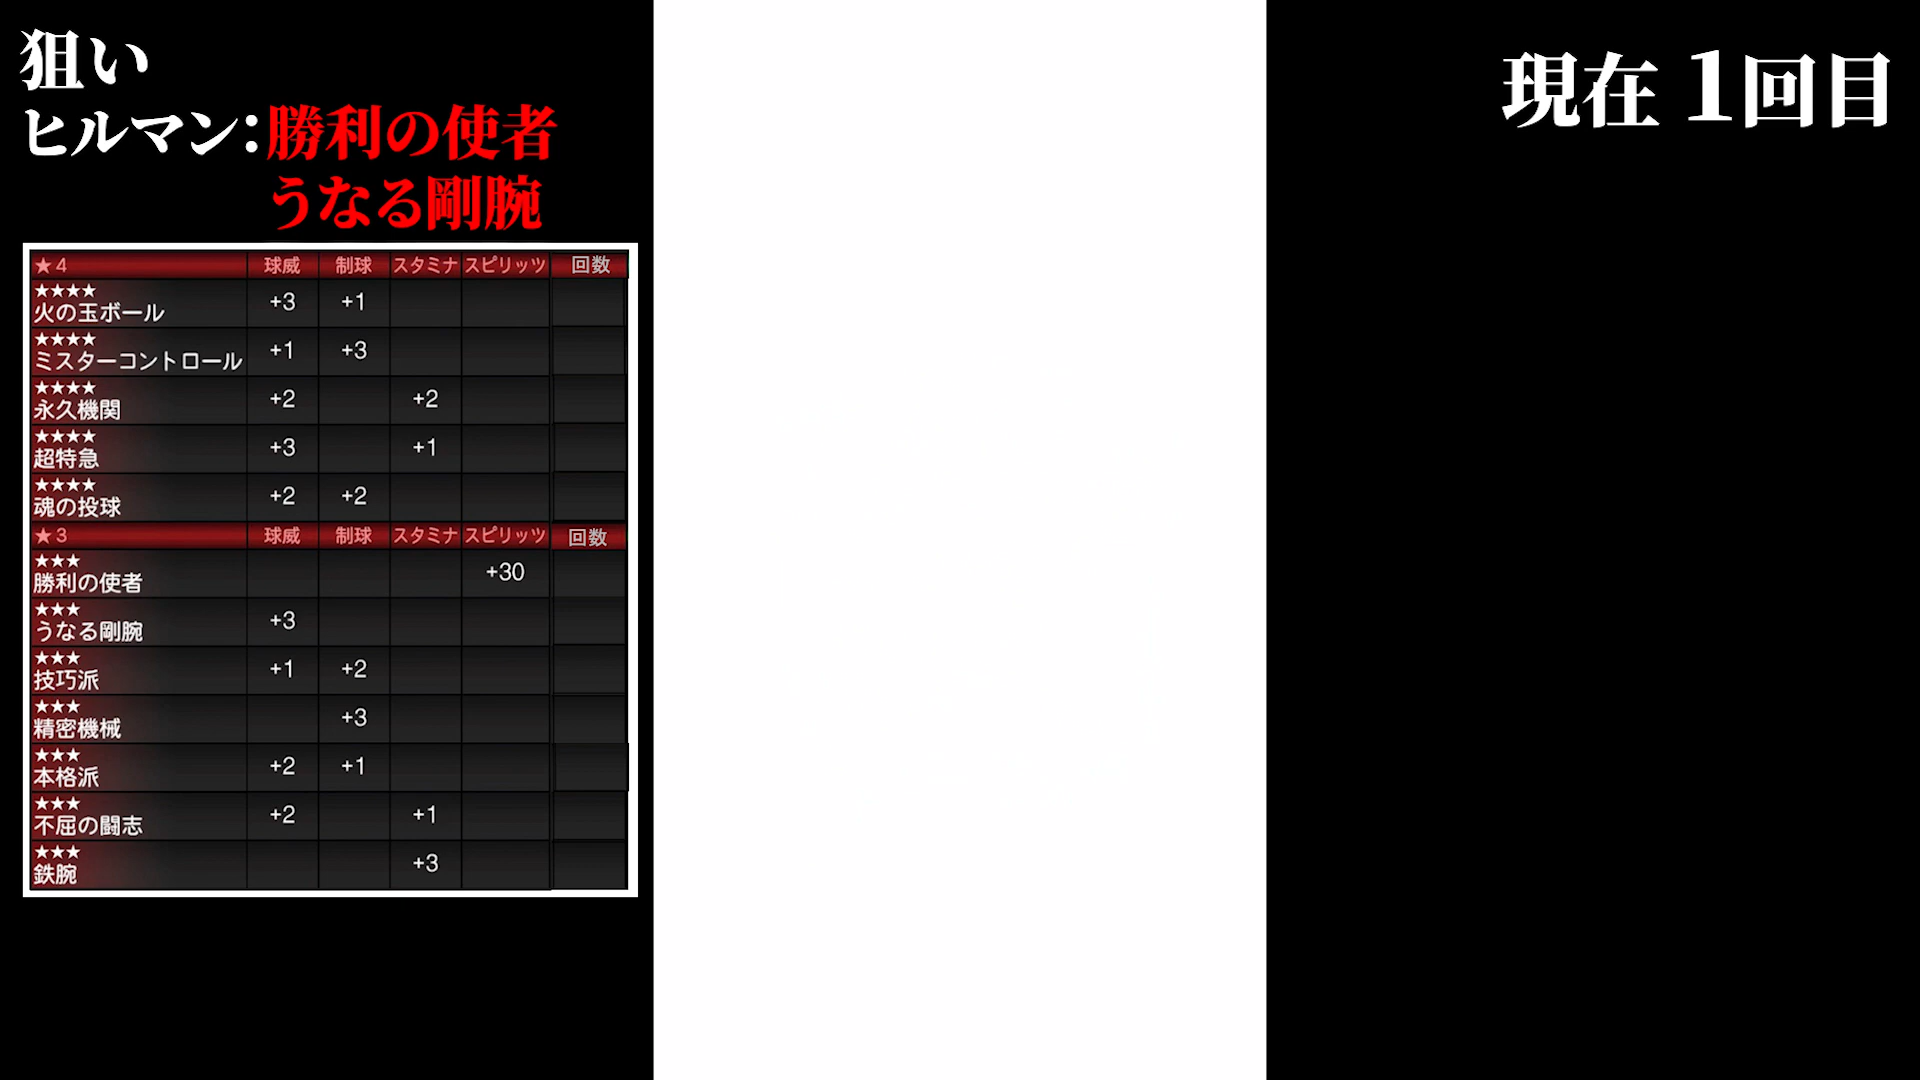 狙い
ヒルマン:勝利の使者
うなる剛腕
現在 1回目
★4 球威 制球 スタミナ スピリッツ 回数
★★★★
火の玉ボール +3 +1
★★★★
ミスターコントロール +1 +3
★★★★
永久機関 +2 +2
★★★★
超特急 +3 +1
★★★★
魂の投球 +2 +2
★3 球威 制球 スタミナ スピリッツ 回数
★★★
勝利の使者 +30
★★★
うなる剛腕 +3
★★★
技巧派 +1 +2
★★★
精密機械 +3
★★★
本格派 +2 +1
★★★
不屈の闘志 +2 +1
★★★
鉄腕 +3